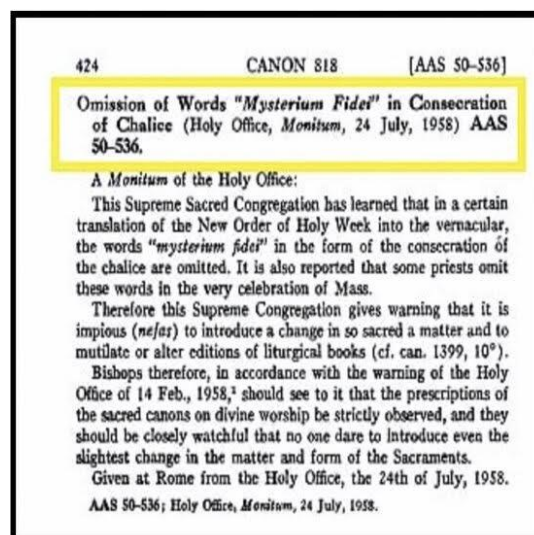 424 CANON 818 [AAS 50–536]
Omission of Words "Mysterium Fidei" in Consecration
of Chalice (Holy Office, Monitum, 24 July, 1958) AAS
50–536.
A Monitum of the Holy Office:
This Supreme Sacred Congregation has learned that in a certain
translation of the New Order of Holy Week into the vernacular,
the words "mysterium fidei" in the form of the consecration of
the chalice are omitted. It is also reported that some priests omit
these words in the very celebration of Mass.
Therefore this Supreme Congregation gives warning that it is
impious (nefas) to introduce a change in so sacred a matter and to
mutilate or alter editions of liturgical books (cf. can. 1399, 10°).
Bishops therefore, in accordance with the warning of the Holy
Office of 14 Feb., 1958,² should see to it that the prescriptions of
the sacred canons on divine worship be strictly observed, and they
should be closely watchful that no one dare to introduce even the
slightest change in the matter and form of the Sacraments.
Given at Rome from the Holy Office, the 24th of July, 1958.
AAS 50–536; Holy Office, Monitum, 24 July, 1958.